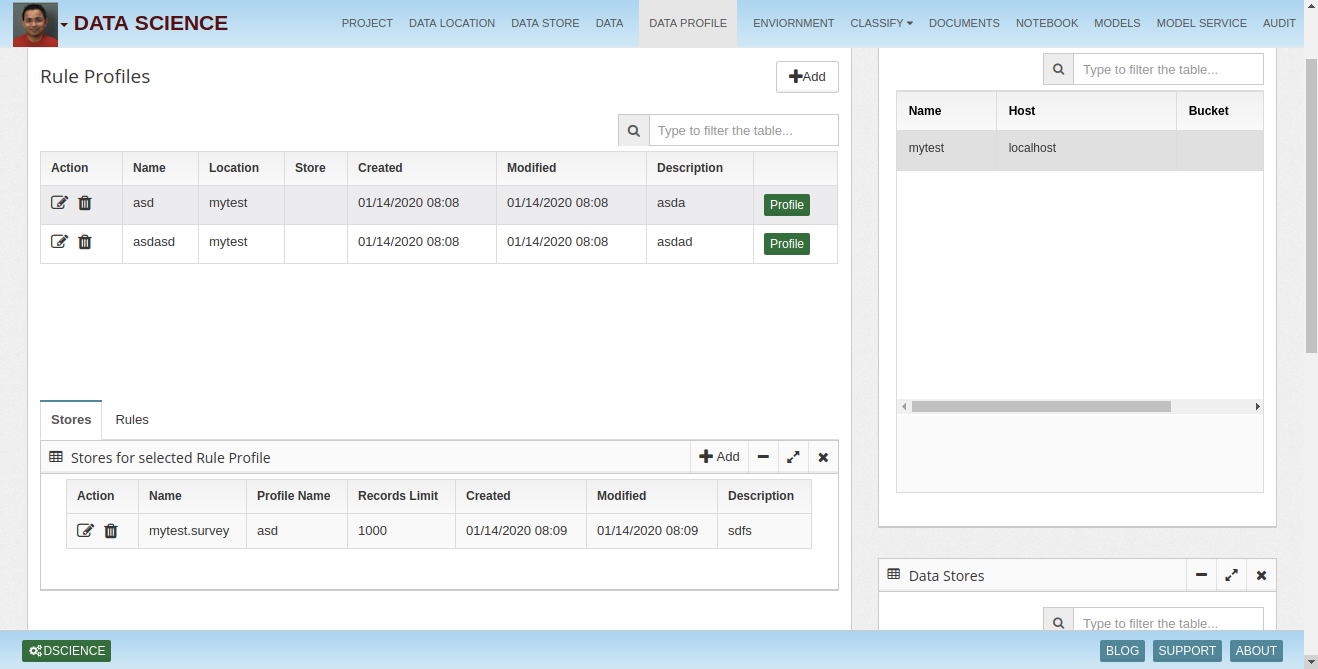 DATA SCIENCE PROJECT DATA LOCATION DATA STORE DATA DATA PROFILE ENVIORNMENT CLASSIFY DOCUMENTS NOTEBOOK MODELS MODEL SERVICE AUDIT
Rule Profiles
Add
Type to filter the table...
Action Name Location Store Created Modified Description
asd mytest 01/14/2020 08:08 01/14/2020 08:08 asda Profile
asdasd mytest 01/14/2020 08:08 01/14/2020 08:08 asdad Profile
Stores Rules
Stores for selected Rule Profile Add
Action Name Profile Name Records Limit Created Modified Description
mytest.survey asd 1000 01/14/2020 08:09 01/14/2020 08:09 sdfs
Type to filter the table...
Name Host Bucket
mytest localhost
Data Stores
Type to filter the table...
DSCIENCE BLOG SUPPORT ABOUT